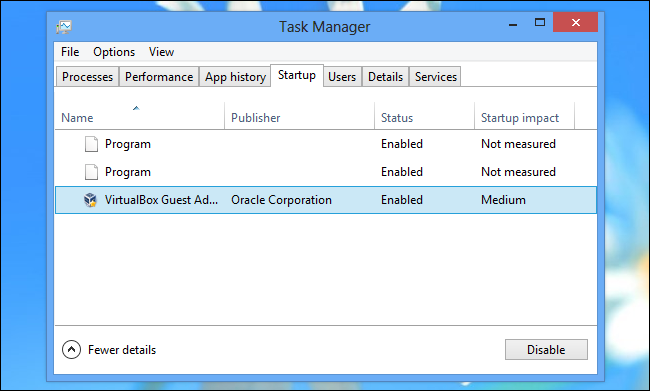 Task Manager
File Options View
Processes Performance App history Startup Users Details Services
Name Publisher Status Startup impact
Program Enabled Not measured
Program Enabled Not measured
VirtualBox Guest Ad... Oracle Corporation Enabled Medium
Fewer details Disable